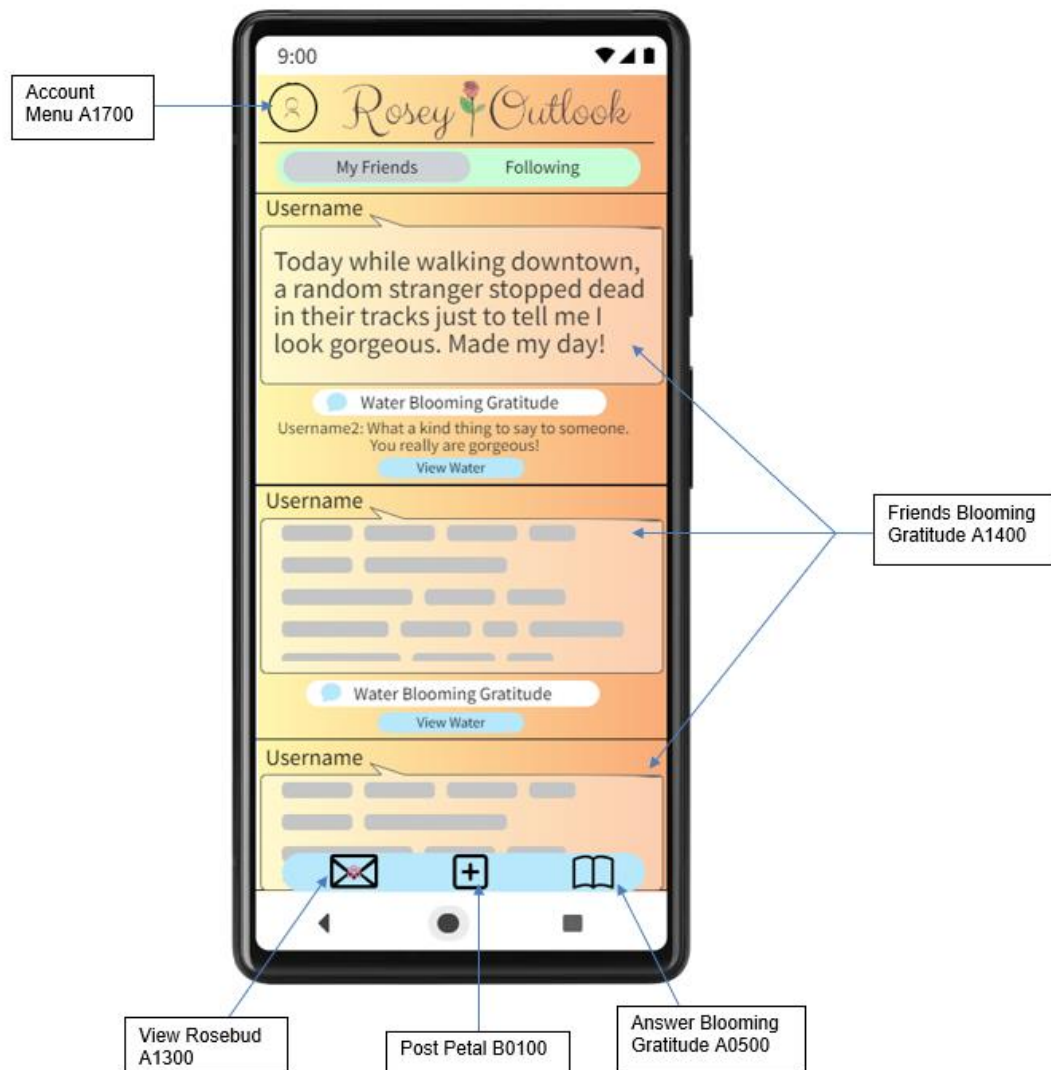 9:00
Account
Menu A1700
Rosey Outlook
My Friends Following
Username
Today while walking downtown,
a random stranger stopped dead
in their tracks just to tell me I
look gorgeous. Made my day!
Water Blooming Gratitude
Username2: What a kind thing to say to someone.
You really are gorgeous!
View Water
Username
Friends Blooming
Gratitude A1400
Water Blooming Gratitude
View Water
Username
View Rosebud
A1300
Post Petal B0100
Answer Blooming
Gratitude A0500